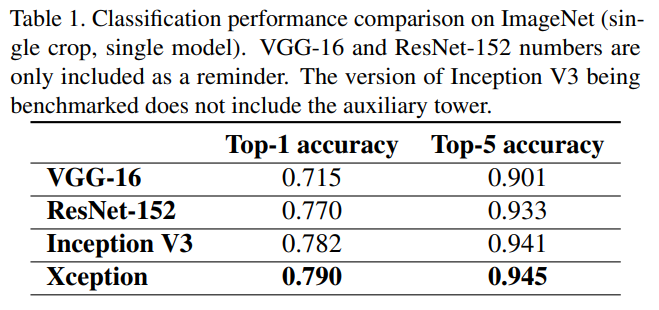 Table 1. Classification performance comparison on ImageNet (sin-
gle crop, single model). VGG-16 and ResNet-152 numbers are
only included as a reminder. The version of Inception V3 being
benchmarked does not include the auxiliary tower.
Top-1 accuracy Top-5 accuracy
VGG-16 0.715 0.901
ResNet-152 0.770 0.933
Inception V3 0.782 0.941
Xception 0.790 0.945